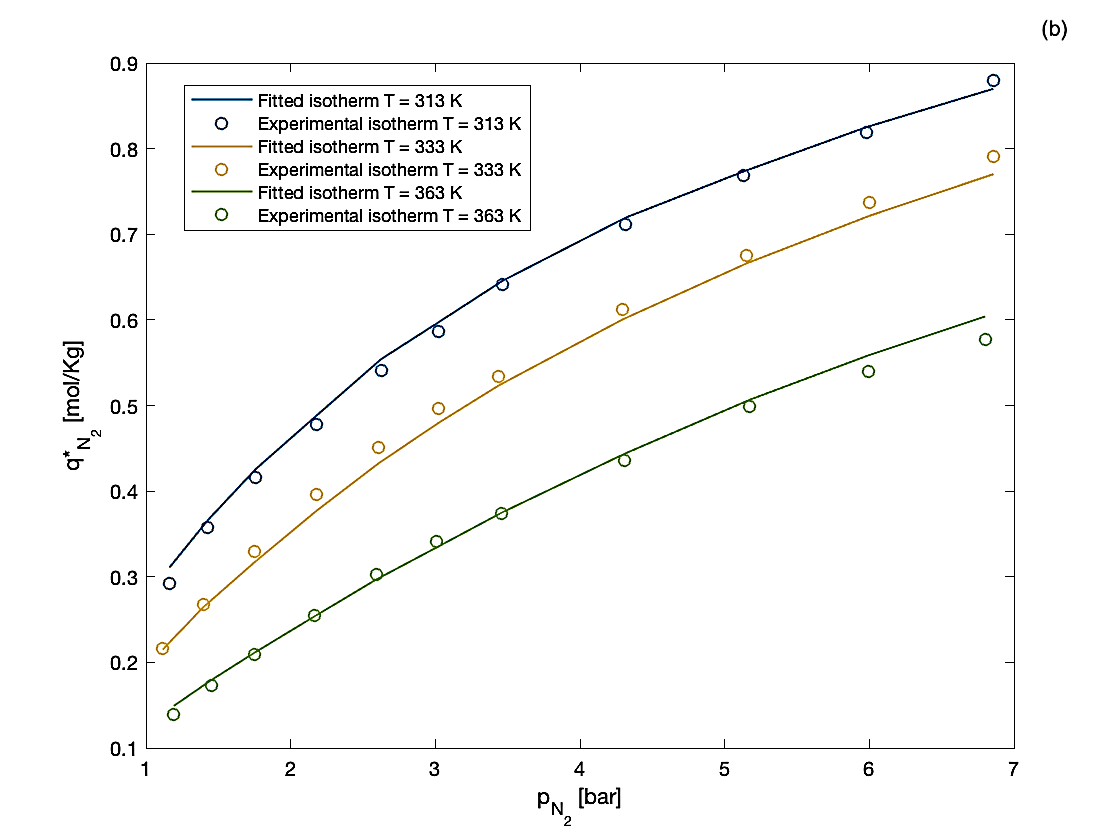 (b)
0.9
0.8
0.7
0.6
0.5
0.4
0.3
0.2
0.1
q*N2 [mol/Kg]
Fitted isotherm T = 313 K
Experimental isotherm T = 313 K
Fitted isotherm T = 333 K
Experimental isotherm T = 333 K
Fitted isotherm T = 363 K
Experimental isotherm T = 363 K
1 2 3 4 5 6 7
pN2 [bar]